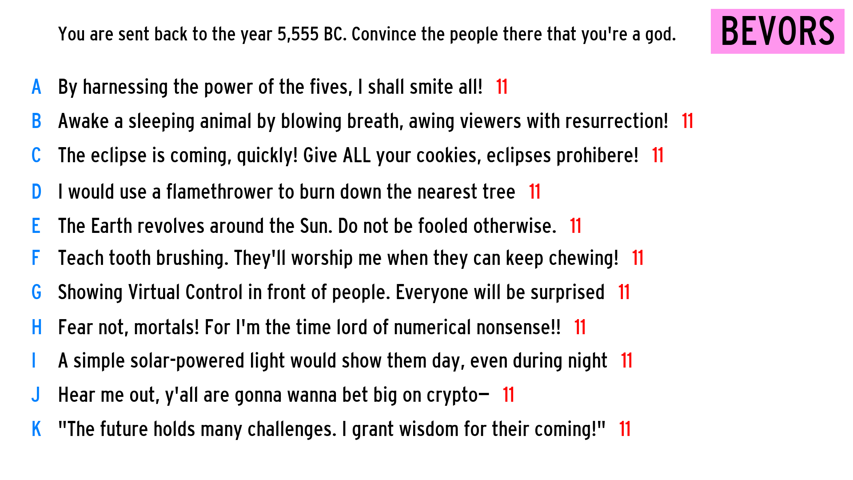 You are sent back to the year 5,555 BC. Convince the people there that you're a god.
BEVORS
A By harnessing the power of the fives, I shall smite all! 11
B Awake a sleeping animal by blowing breath, awing viewers with resurrection! 11
C The eclipse is coming, quickly! Give ALL your cookies, eclipses prohibere! 11
D I would use a flamethrower to burn down the nearest tree 11
E The Earth revolves around the Sun. Do not be fooled otherwise. 11
F Teach tooth brushing. They'll worship me when they can keep chewing! 11
G Showing Virtual Control in front of people. Everyone will be surprised 11
H Fear not, mortals! For I'm the time lord of numerical nonsense!! 11
I A simple solar-powered light would show them day, even during night 11
J Hear me out, y'all are gonna wanna bet big on crypto— 11
K "The future holds many challenges. I grant wisdom for their coming!" 11